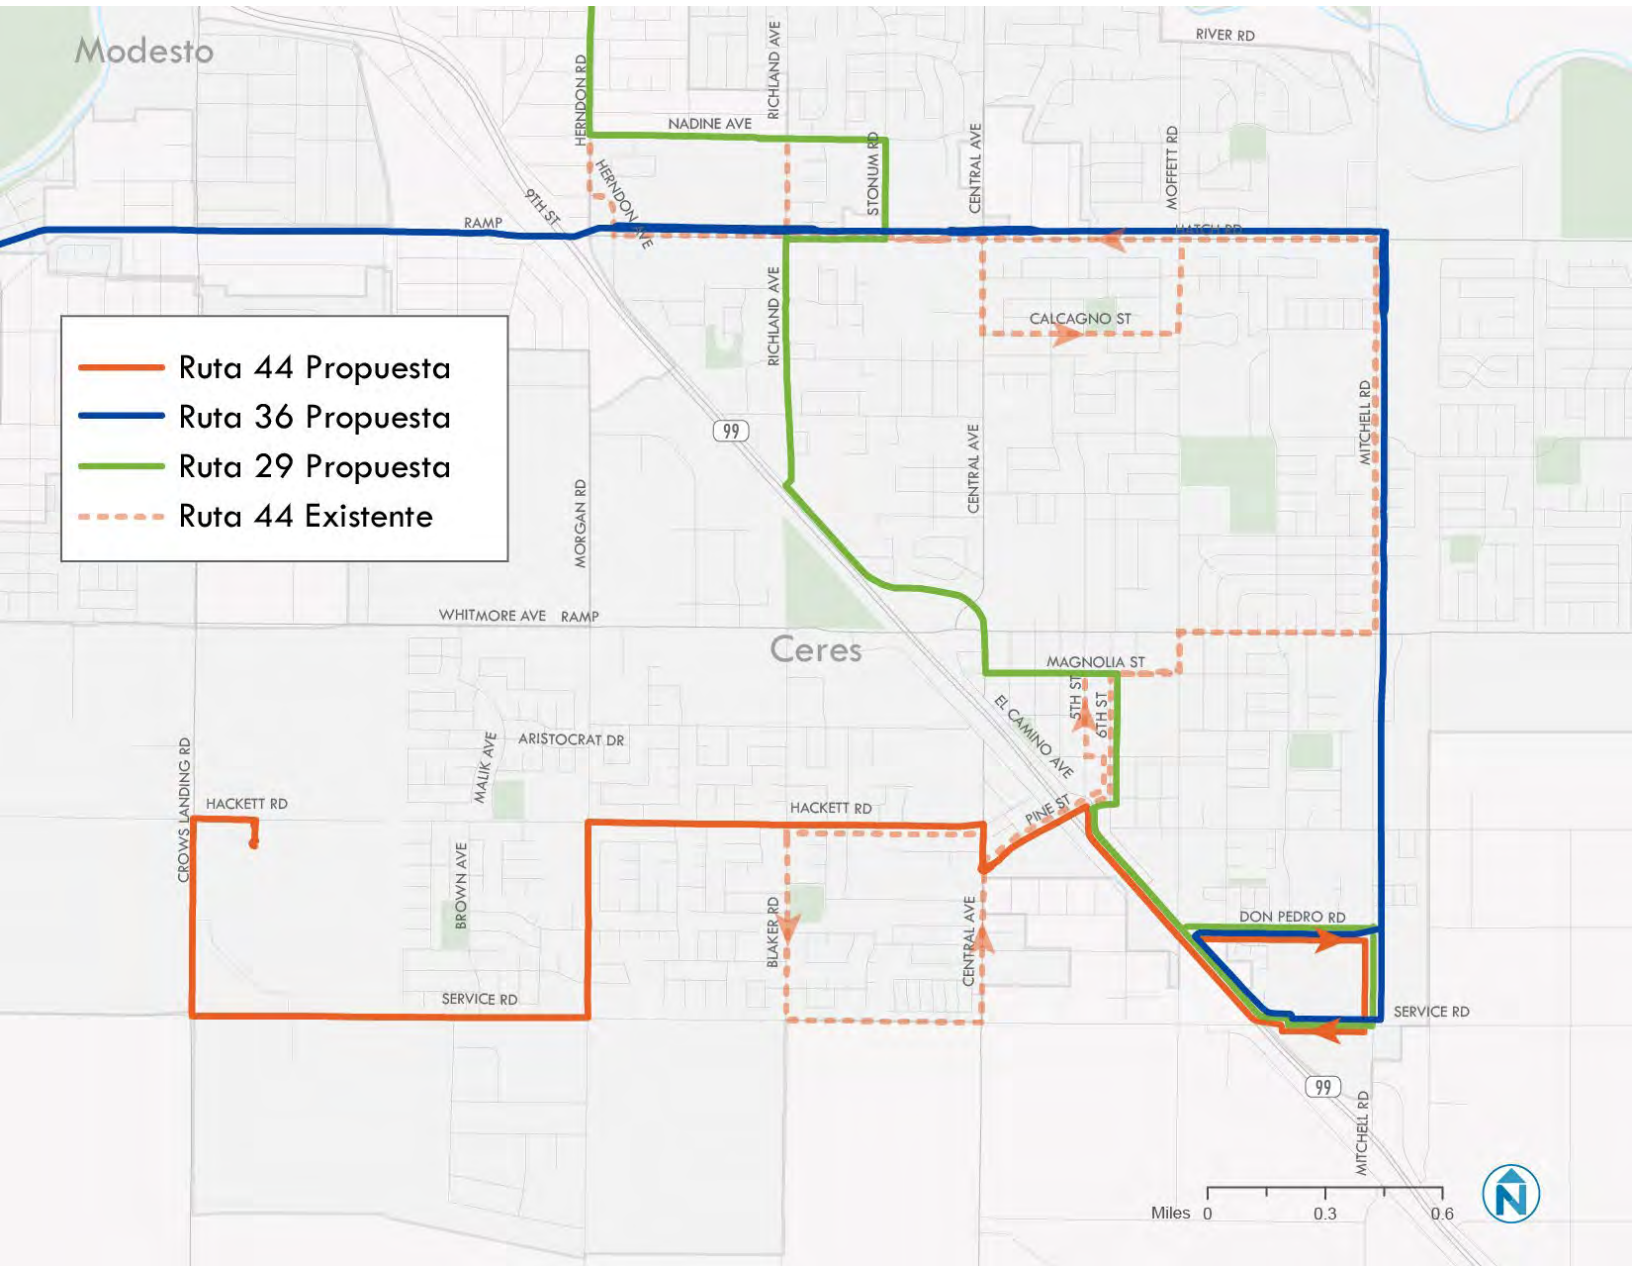 Modesto
RIVER RD
HERNDON RD
RICHLAND AVE
NADINE AVE
STONUM RD
CENTRAL AVE
MOFFETT RD
HERNDON AVE
9TH ST
RAMP
HATCH RD
RICHLAND AVE
CALCAGNO ST
Ruta 44 Propuesta
Ruta 36 Propuesta
Ruta 29 Propuesta
Ruta 44 Existente
99
MITCHELL RD
CENTRAL AVE
MORGAN RD
WHITMORE AVE
RAMP
Ceres
MAGNOLIA ST
5TH ST
6TH ST
EL CAMINO AVE
ARISTOCRAT DR
MALIK AVE
CROWS LANDING RD
HACKETT RD
HACKETT RD
PINE ST
BROWN AVE
BLAKER RD
CENTRAL AVE
DON PEDRO RD
SERVICE RD
SERVICE RD
99
MITCHELL RD
Miles 0 0.3 0.6
N